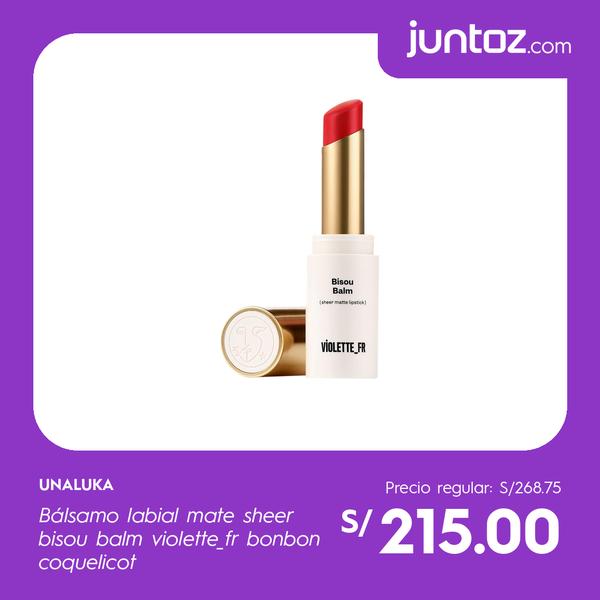 juntoz.com
Bisou
Balm
(sheer matte lipstick)
VIOLETTE_FR
UNALUKA
Bálsamo labial mate sheer
bisou balm violette_fr bonbon
coquelicot
Precio regular: S/268.75
S/215.00